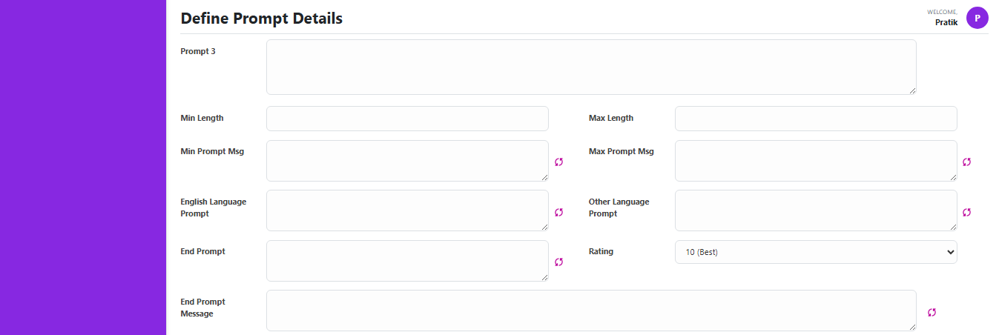 Define Prompt Details
WELCOME,
Pratik
P
Prompt 3
Min Length
Max Length
Min Prompt Msg
Max Prompt Msg
English Language
Prompt
Other Language
Prompt
End Prompt
Rating
10 (Best)
End Prompt
Message